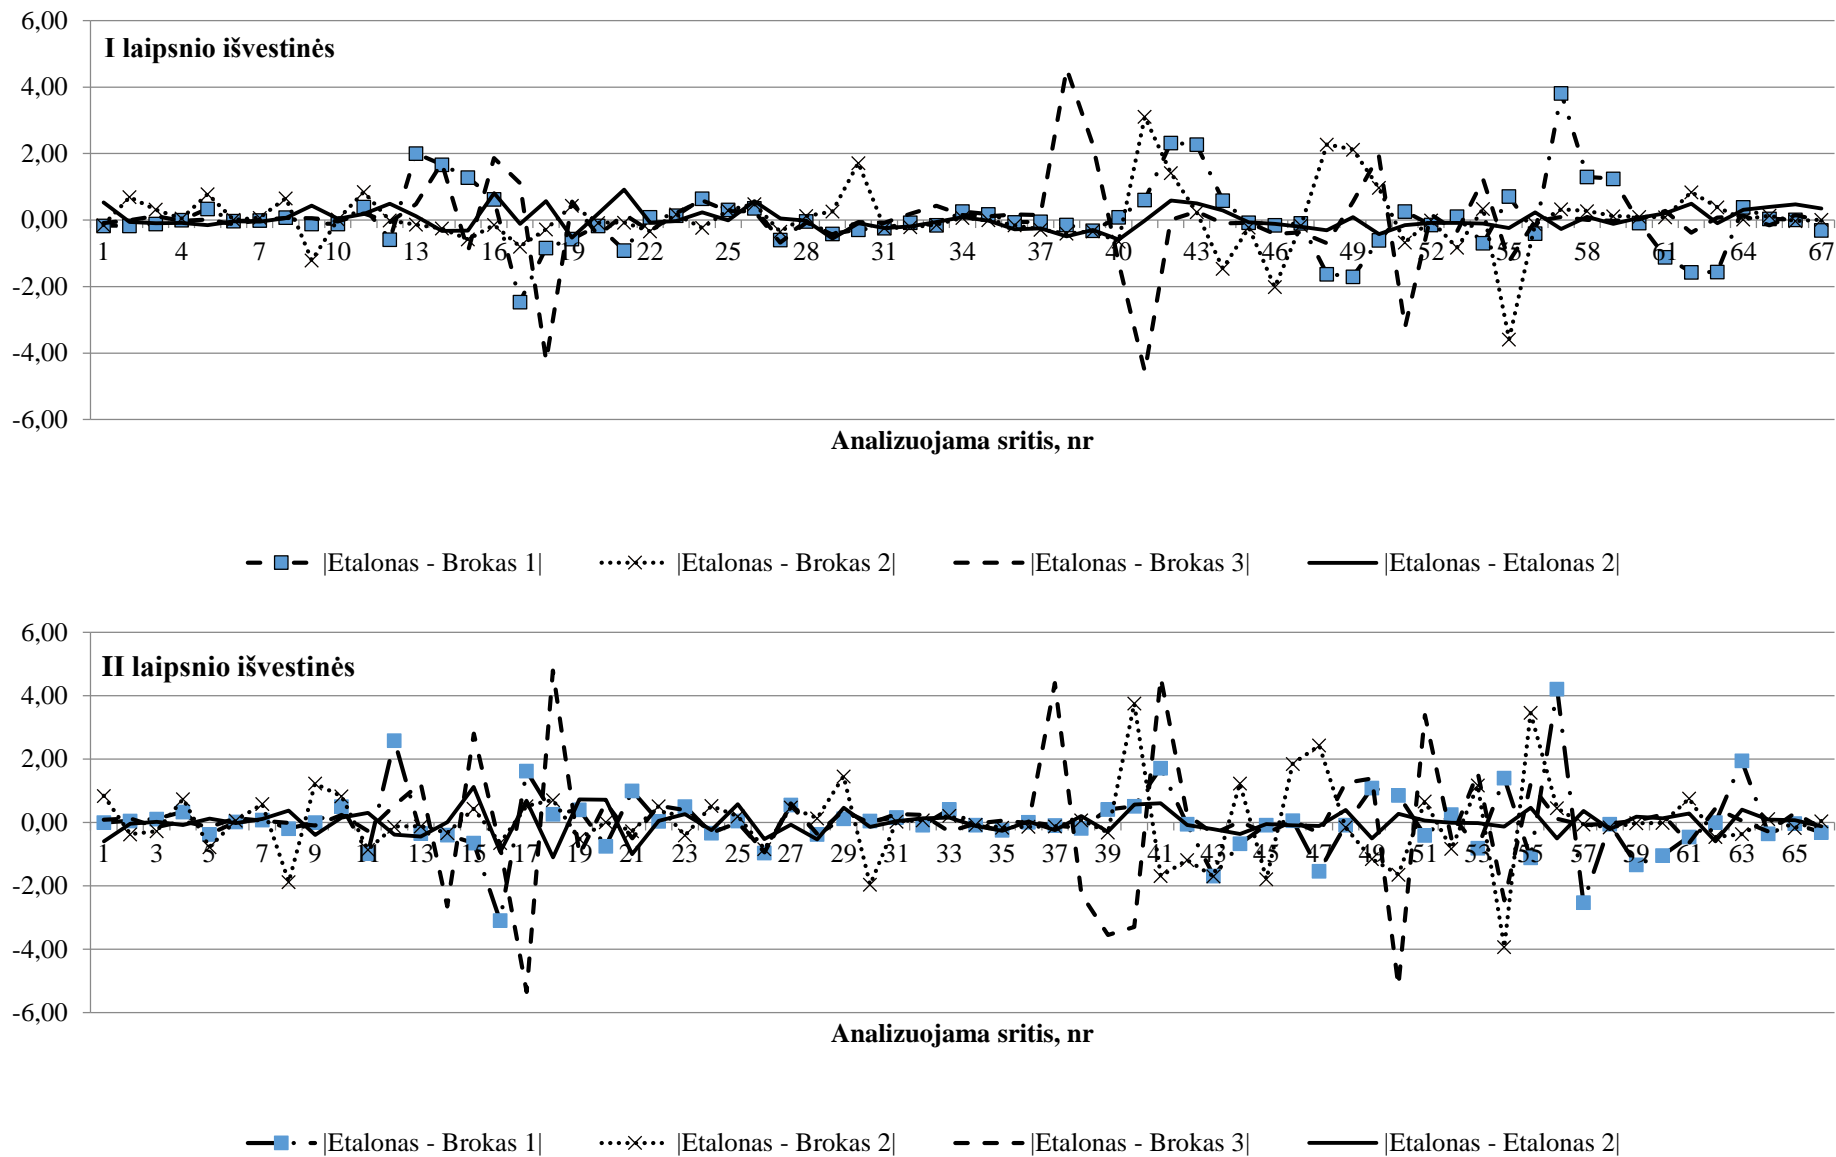 6,00
I laipsnio išvestinės
4,00
2,00
0,00
1 4 7 10 13 16 19 22 25 28 31 34 37 40 43 46 49 52 55 58 61 64 67
-2,00
-4,00
-6,00
Analizuojama sritis, nr
|Etalonas - Brokas 1| |Etalonas - Brokas 2| |Etalonas - Brokas 3| |Etalonas - Etalonas 2|
6,00
II laipsnio išvestinės
4,00
2,00
0,00
1 3 5 7 9 11 13 15 17 19 21 23 25 27 29 31 33 35 37 39 41 43 45 47 49 51 53 55 57 59 61 63 65
-2,00
-4,00
-6,00
Analizuojama sritis, nr
|Etalonas - Brokas 1| |Etalonas - Brokas 2| |Etalonas - Brokas 3| |Etalonas - Etalonas 2|